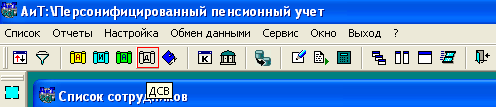 АиТ:\Персонифицированный пенсионный учет
Список Отчеты Настройка Обмен данными Сервис Окно Выход ?
Я И Д К
ДСВ
Список сотрудников